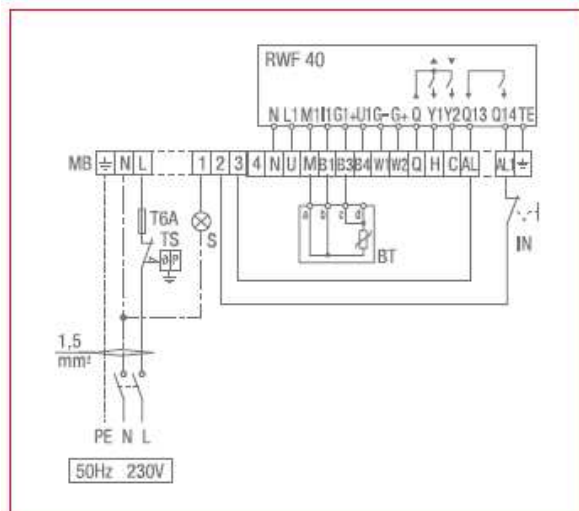 RWF 40
N L1 M1 I1 G1+ U1 G- G+ Q Y1 Y2 Q13 Q14 TE
MB N L 1 2 3 4 N U M B1 B3 B4 W1 W2 Q H C AL AL1
T6A
TS
θ P
S
a b c d
BT
IN
1,5
mm²
PE N L
50Hz 230V